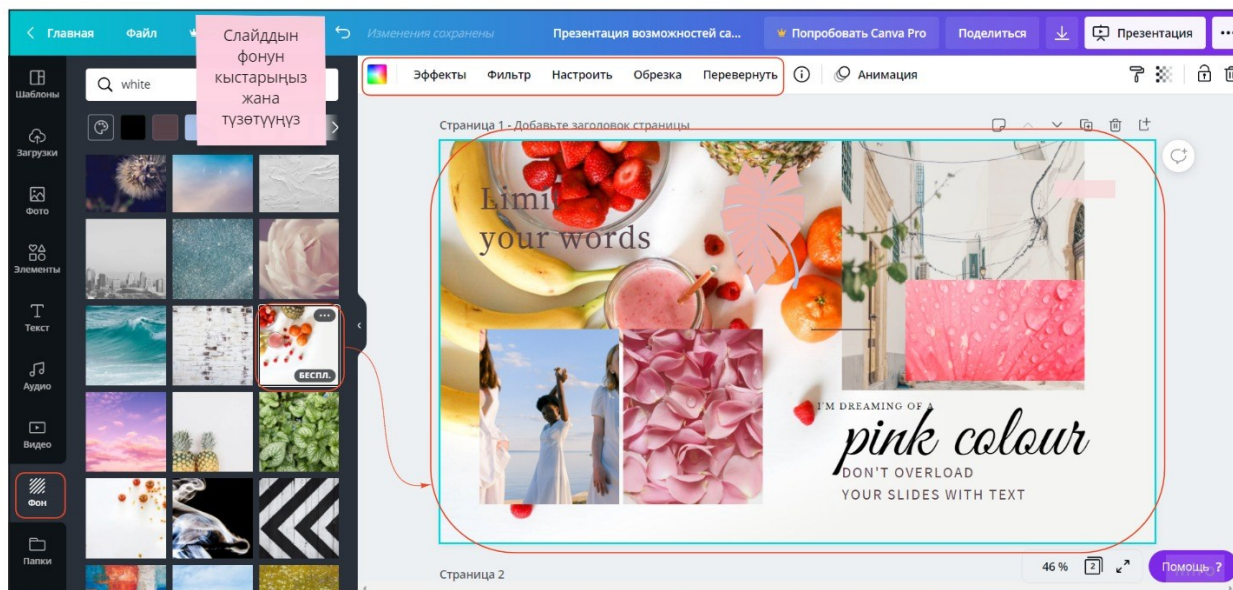 Главная
Файл
Изменения сохранены
Презентация возможностей са...
Попробовать Canva Pro
Поделиться
Презентация
Слайддын
фонун
кыстарыңыз
жана
түзөтүүңүз
Шаблоны
Загрузки
Фото
Элементы
Текст
Аудио
Видео
Фон
Папки
white
БЕСПЛ.
Эффекты
Фильтр
Настроить
Обрезка
Перевернуть
Анимация
Страница 1 - Добавьте заголовок страницы
your words
I'M DREAMING OF A
pink colour
DON'T OVERLOAD
YOUR SLIDES WITH TEXT
Страница 2
46 %
2
Помощь ?